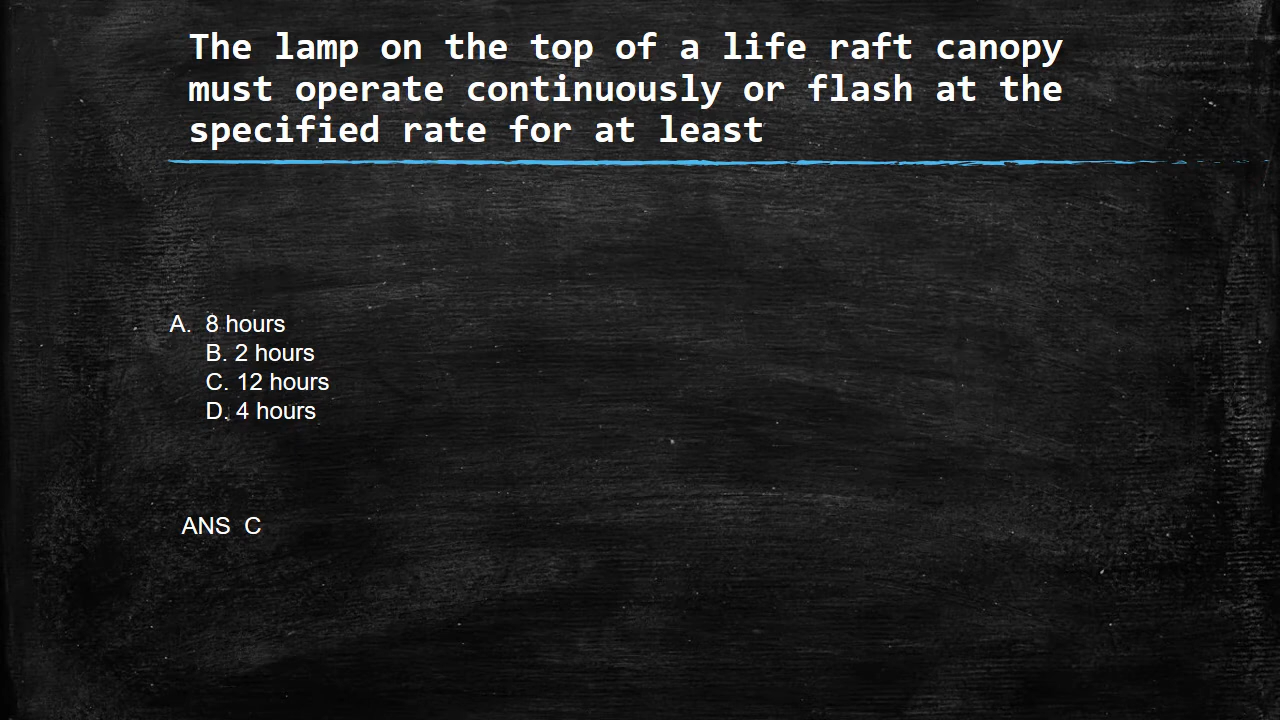 The lamp on the top of a life raft canopy
must operate continuously or flash at the
specified rate for at least
A. 8 hours
B. 2 hours
C. 12 hours
D. 4 hours
ANS C